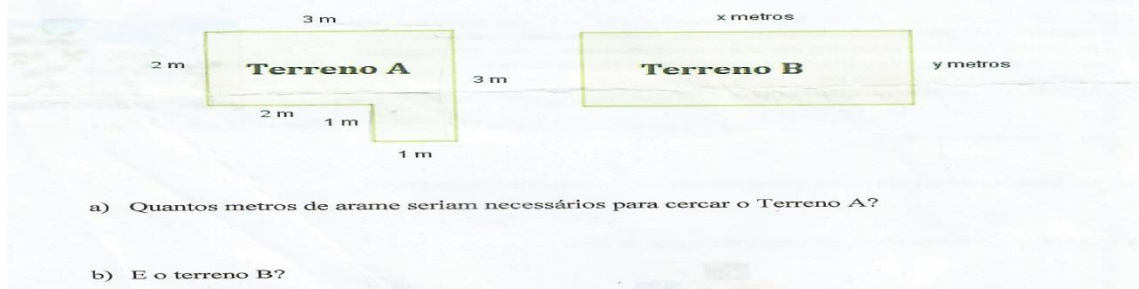 3 m
x metros
2 m
Terreno A
3 m
Terreno B
y metros
2 m
1 m
1 m
a) Quantos metros de arame seriam necessários para cercar o Terreno A?
b) E o terreno B?